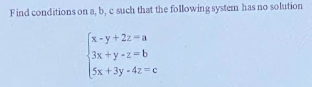 Find conditions on a, b, c such that the following system has no solution
x - y + 2z = a
3x + y - z = b
5x + 3y - 4z = c